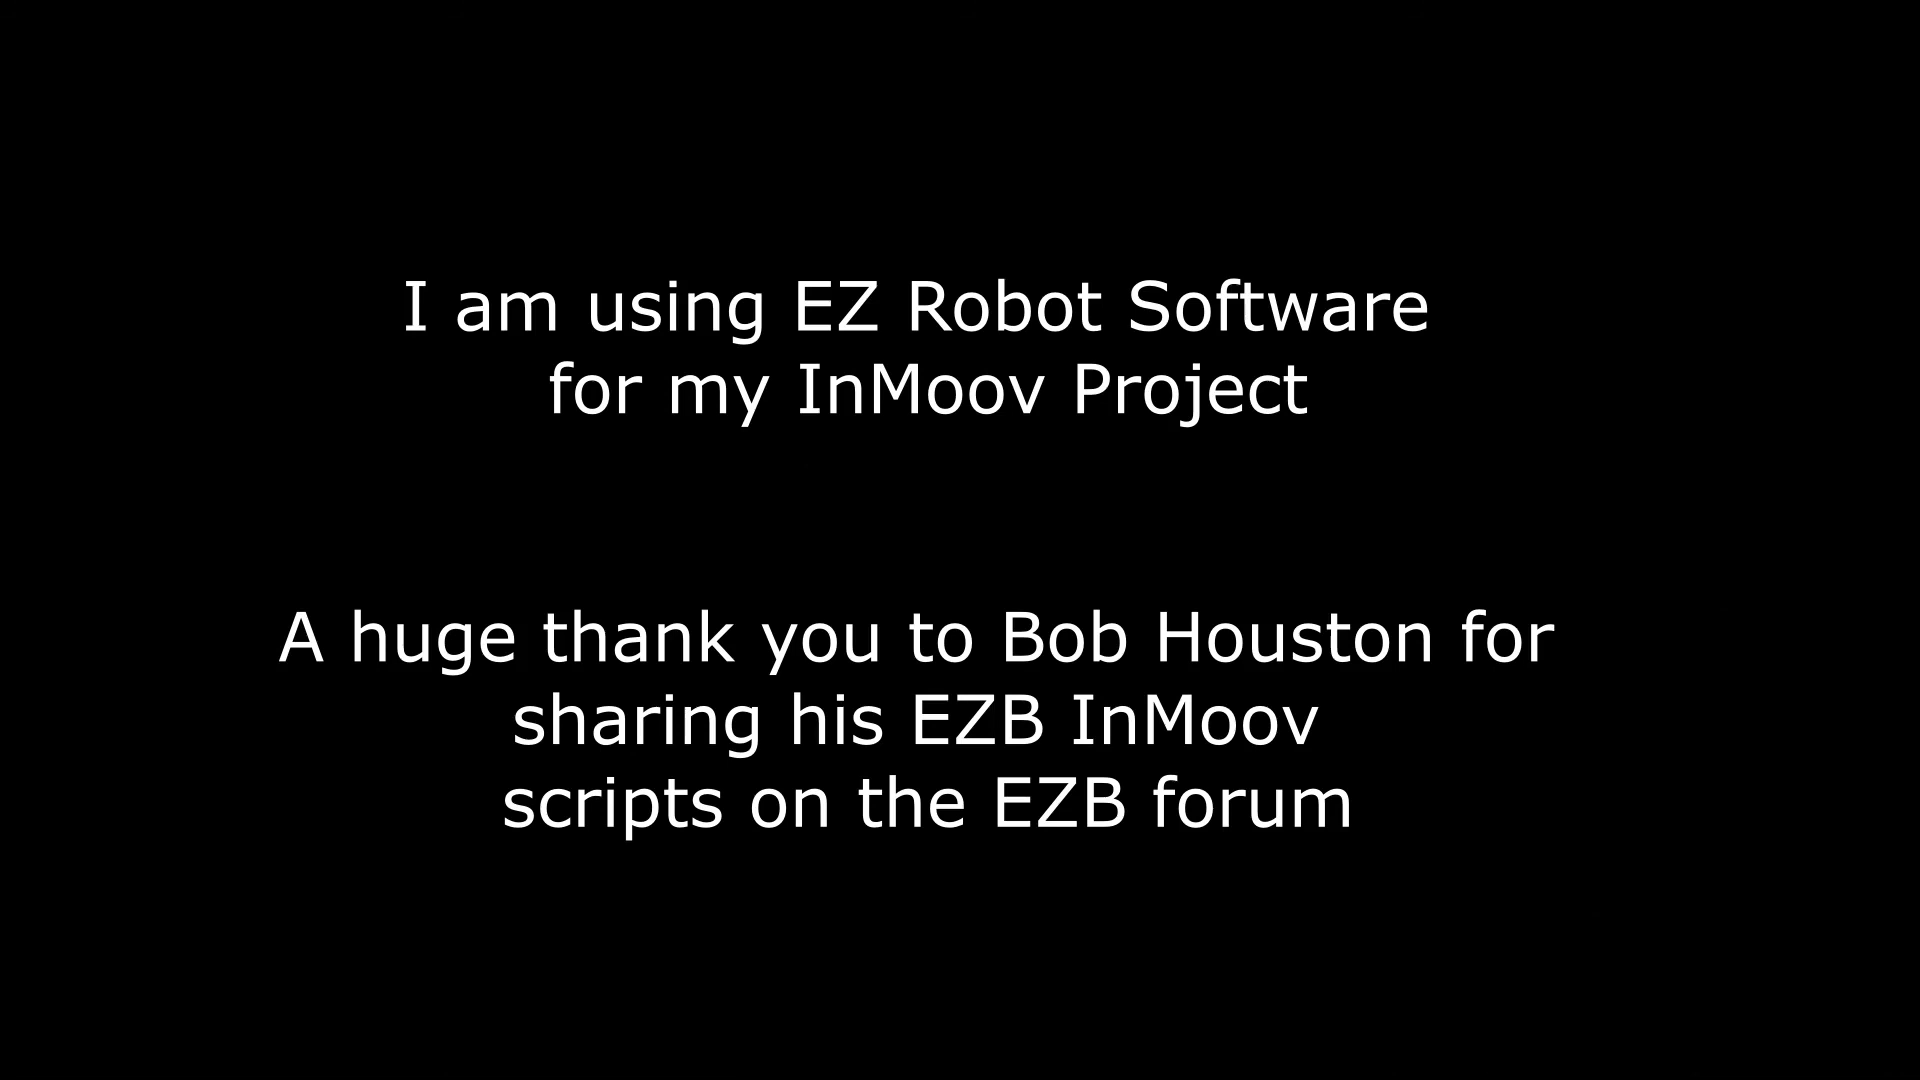 I am using EZ Robot Software
for my InMoov Project
A huge thank you to Bob Houston for
sharing his EZB InMoov
scripts on the EZB forum